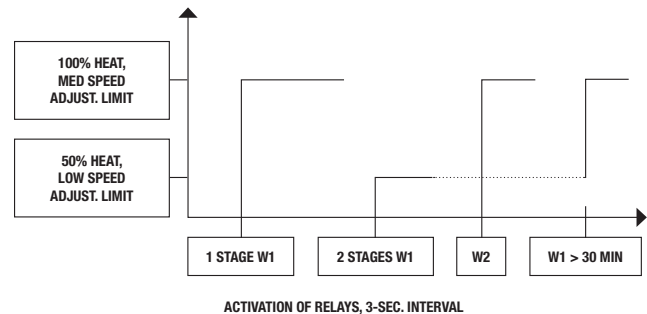 100% HEAT,
MED SPEED
ADJUST. LIMIT
50% HEAT,
LOW SPEED
ADJUST. LIMIT
1 STAGE W1
2 STAGES W1
W2
W1 > 30 MIN
ACTIVATION OF RELAYS, 3-SEC. INTERVAL